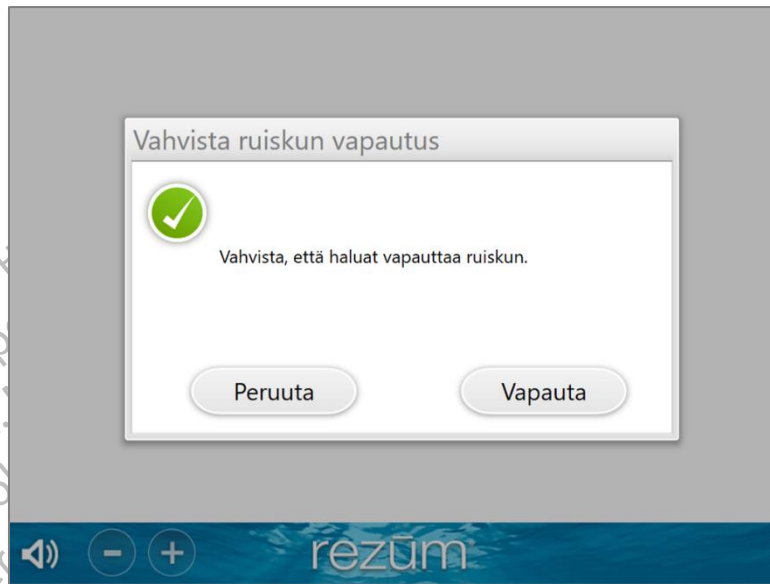 Vahvista ruiskun vapautus
Vahvista, että haluat vapauttaa ruiskun.
Peruuta
Vapauta
rezūm